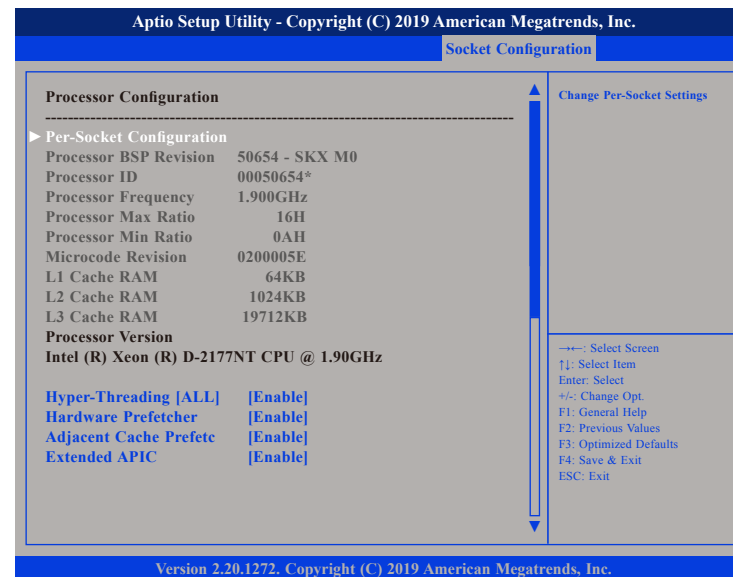 Aptio Setup Utility - Copyright (C) 2019 American Megatrends, Inc.
Socket Configuration
Processor Configuration
------------------------------------------------------------------------------
► Per-Socket Configuration
Processor BSP Revision 50654 - SKX M0
Processor ID 00050654*
Processor Frequency 1.900GHz
Processor Max Ratio 16H
Processor Min Ratio 0AH
Microcode Revision 0200005E
L1 Cache RAM 64KB
L2 Cache RAM 1024KB
L3 Cache RAM 19712KB
Processor Version
Intel (R) Xeon (R) D-2177NT CPU @ 1.90GHz
Hyper-Threading [ALL] [Enable]
Hardware Prefetcher [Enable]
Adjacent Cache Prefetc [Enable]
Extended APIC [Enable]
Change Per-Socket Settings
→←: Select Screen
↑↓: Select Item
Enter: Select
+/-: Change Opt.
F1: General Help
F2: Previous Values
F3: Optimized Defaults
F4: Save & Exit
ESC: Exit
Version 2.20.1272. Copyright (C) 2019 American Megatrends, Inc.